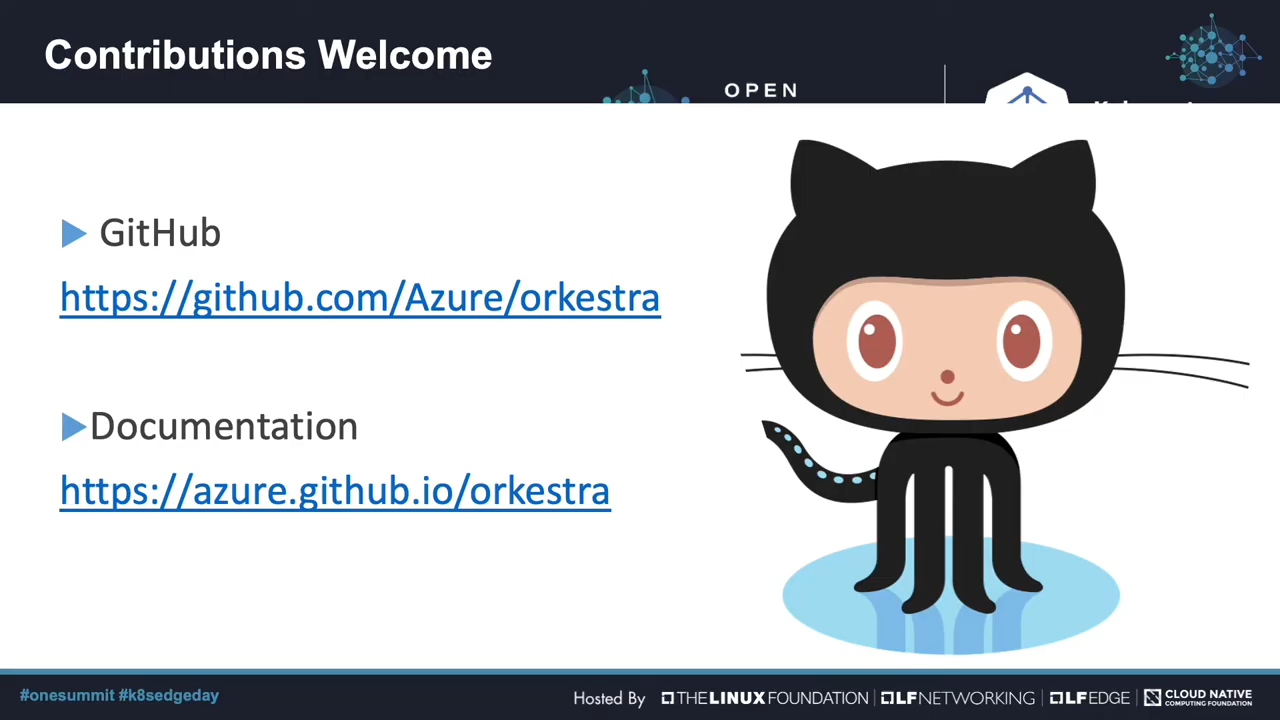 Contributions Welcome
OPEN
GitHub
https://github.com/Azure/orkestra
Documentation
https://azure.github.io/orkestra
#onesummit #k8sedgeday
Hosted By THE LINUX FOUNDATION LF NETWORKING LF EDGE CLOUD NATIVE
COMPUTING FOUNDATION